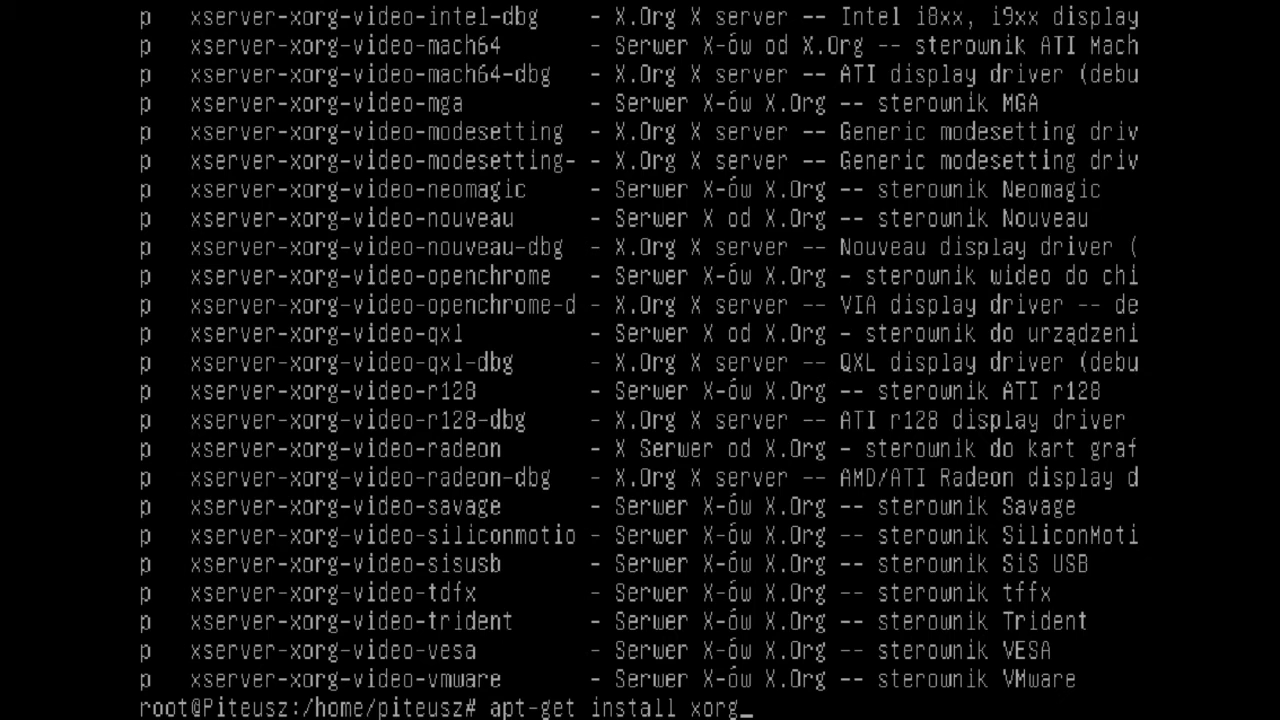 p   xserver-xorg-video-intel-dbg    - X.Org X server -- Intel i8xx, i9xx display
p   xserver-xorg-video-mach64       - Serwer X-ów od X.Org -- sterownik ATI Mach
p   xserver-xorg-video-mach64-dbg   - X.Org X server -- ATI display driver (debu
p   xserver-xorg-video-mga          - Serwer X-ów X.Org -- sterownik MGA
p   xserver-xorg-video-modesetting  - X.Org X server -- Generic modesetting driv
p   xserver-xorg-video-modesetting- - X.Org X server -- Generic modesetting driv
p   xserver-xorg-video-neomagic     - Serwer X-ów X.Org -- sterownik Neomagic
p   xserver-xorg-video-nouveau      - Serwer X od X.Org -- sterownik Nouveau
p   xserver-xorg-video-nouveau-dbg  - X.Org X server -- Nouveau display driver (
p   xserver-xorg-video-openchrome   - Serwer X-ów X.Org - sterownik wideo do chi
p   xserver-xorg-video-openchrome-d - X.Org X server -- VIA display driver -- de
p   xserver-xorg-video-qxl          - Serwer X od X.Org - sterownik do urządzeni
p   xserver-xorg-video-qxl-dbg      - X.Org X server -- QXL display driver (debu
p   xserver-xorg-video-r128         - Serwer X-ów X.Org -- sterownik ATI r128
p   xserver-xorg-video-r128-dbg     - X.Org X server -- ATI r128 display driver
p   xserver-xorg-video-radeon       - X Serwer od X.Org - sterownik do kart graf
p   xserver-xorg-video-radeon-dbg   - X.Org X server -- AMD/ATI Radeon display d
p   xserver-xorg-video-savage       - Serwer X-ów X.Org -- sterownik Savage
p   xserver-xorg-video-siliconmotio - Serwer X-ów X.Org -- sterownik SiliconMoti
p   xserver-xorg-video-sisusb       - Serwer X-ów X.Org -- sterownik SiS USB
p   xserver-xorg-video-tdfx         - Serwer X-ów X.Org -- sterownik tffx
p   xserver-xorg-video-trident      - Serwer X-ów X.Org -- sterownik Trident
p   xserver-xorg-video-vesa         - Serwer X-ów X.Org -- sterownik VESA
p   xserver-xorg-video-vmware       - Serwer X-ów X.Org -- sterownik VMware
root@Piteusz:/home/piteusz# apt-get install xorg_